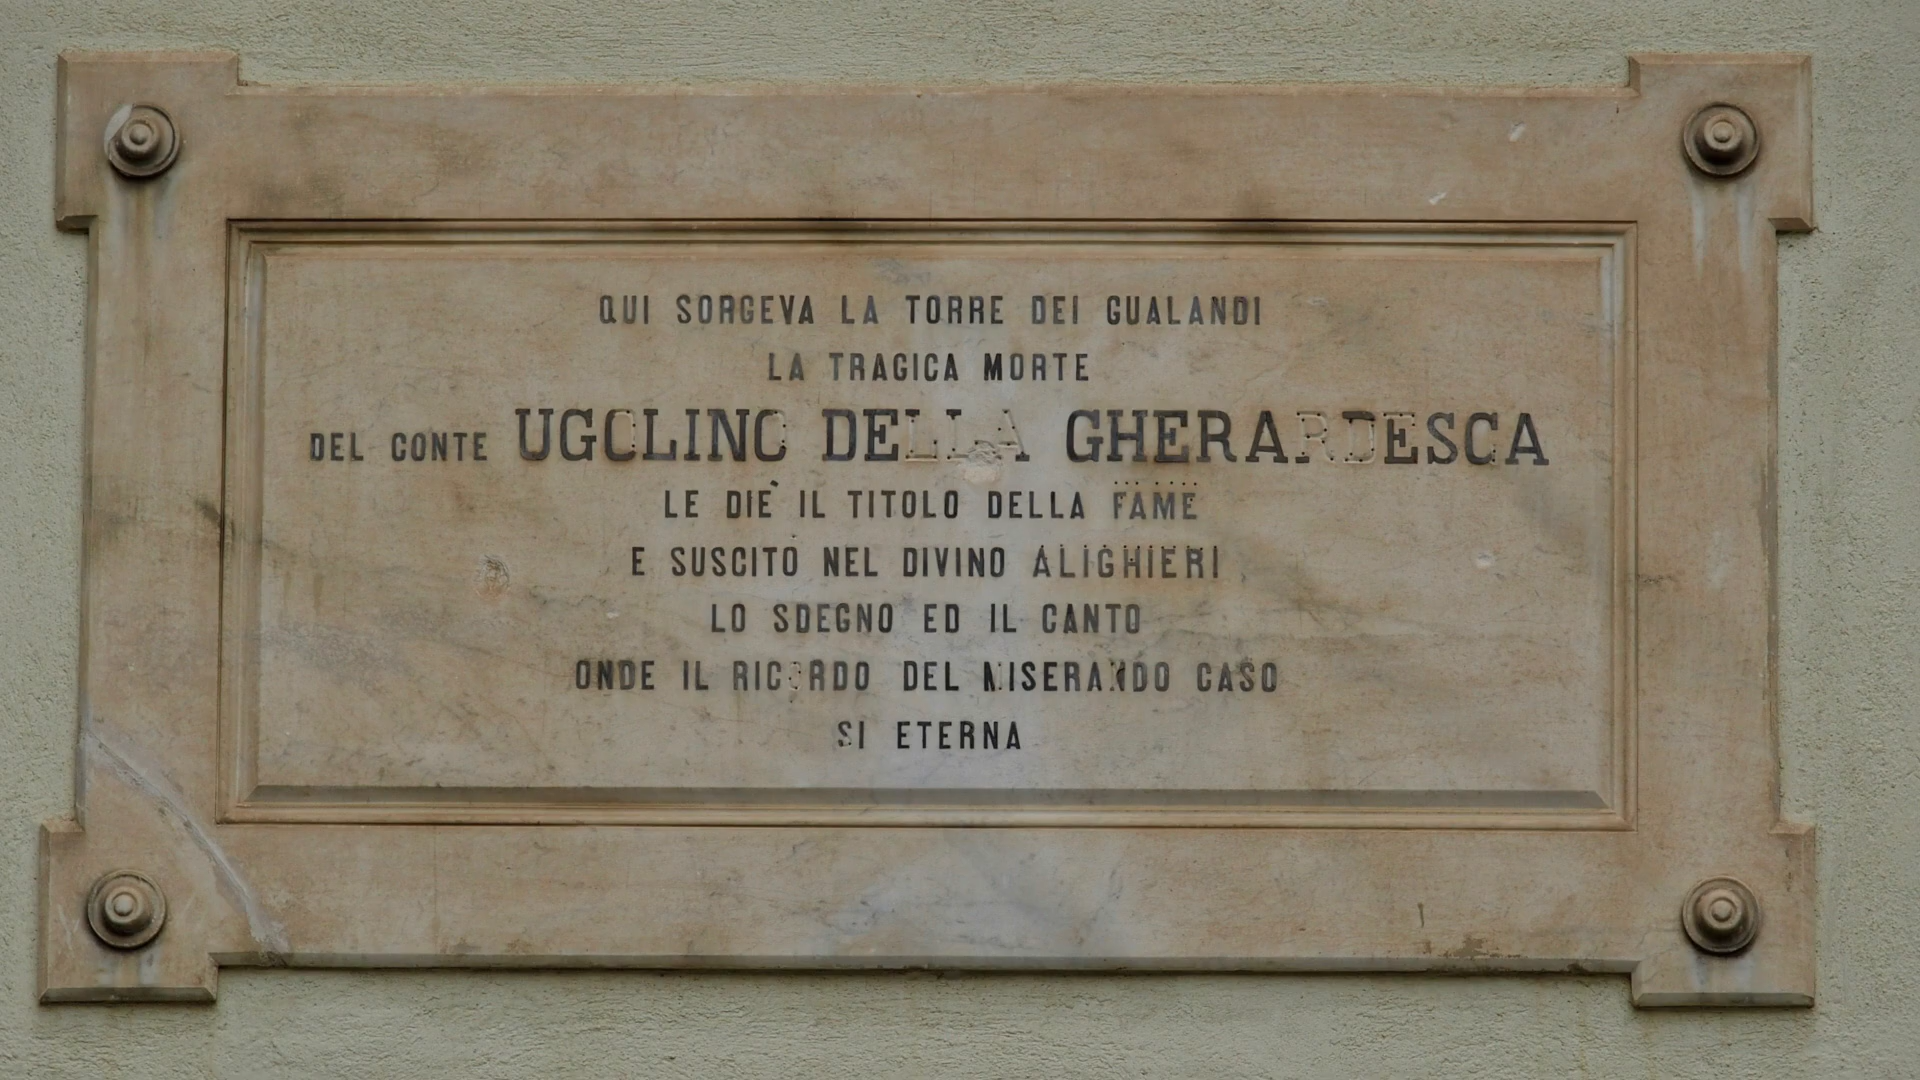 QUI SORGEVA LA TORRE DEI GUALANDI
LA TRAGICA MORTE
DEL CONTE UGOLINO DELLA GHERARDESCA
LE DIE' IL TITOLO DELLA FAME
E SUSCITÒ NEL DIVINO ALIGHIERI
LO SDEGNO ED IL CANTO
ONDE IL RICORDO DEL MISERANDO CASO
SI ETERNA